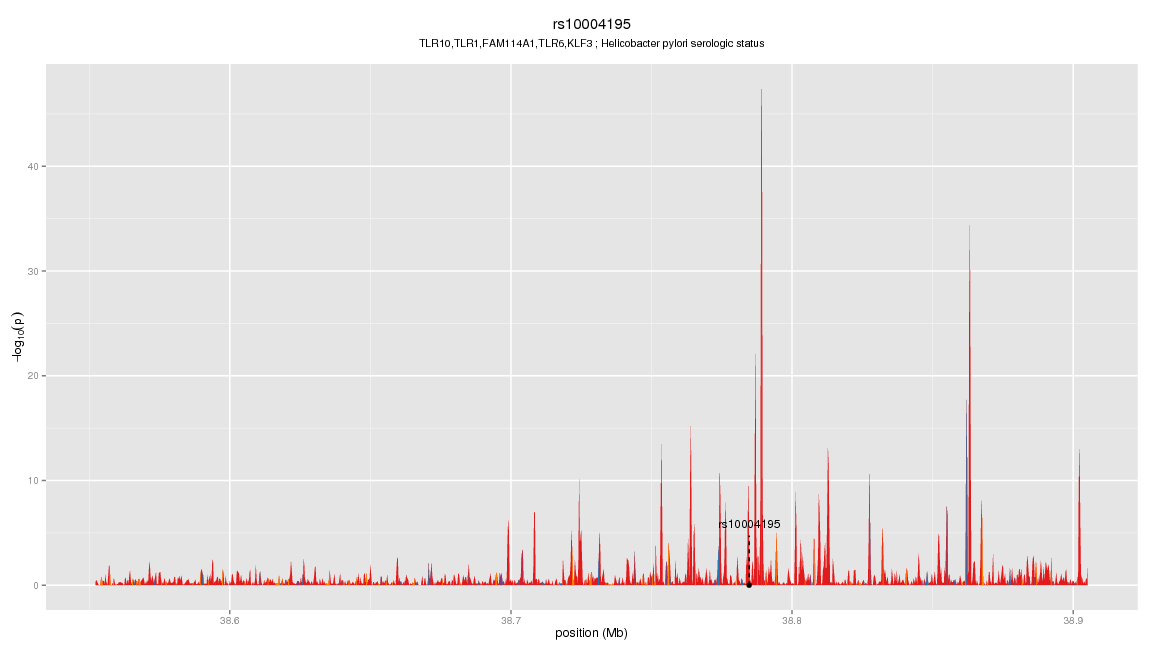 rs10004195
TLR10,TLR1,FAM114A1,TLR6,KLF3 ; Helicobacter pylori serologic status
40
30
20
10
0
−log10(p)
rs10004195
38.6
38.7
38.8
38.9
position (Mb)